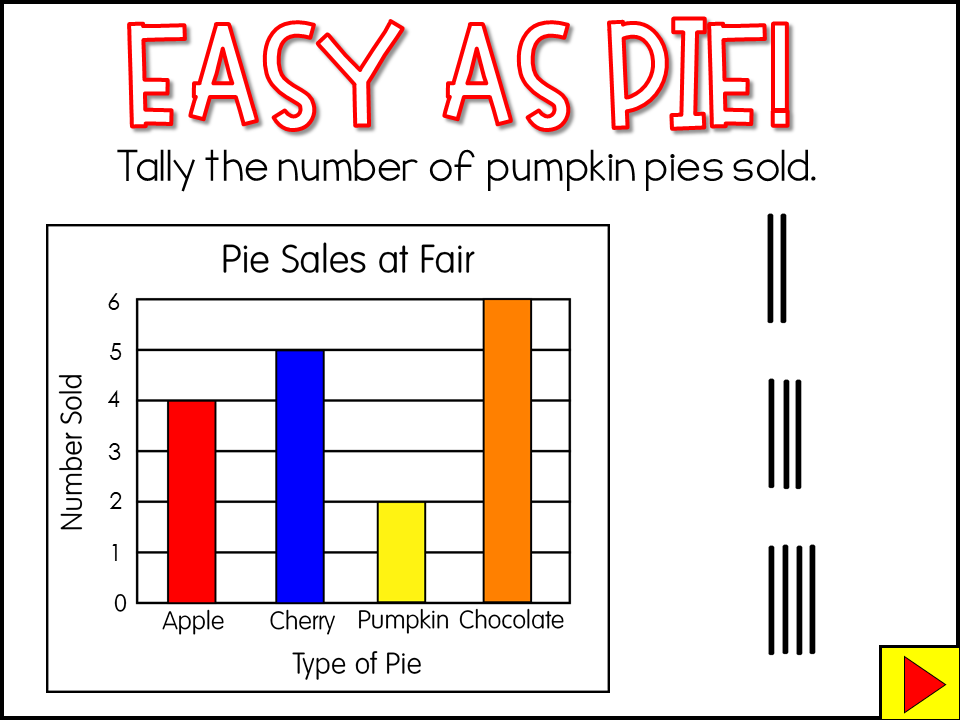 EASY AS PIE!
Tally the number of pumpkin pies sold.
Pie Sales at Fair
Number Sold
6
5
4
3
2
1
0
Apple Cherry Pumpkin Chocolate
Type of Pie